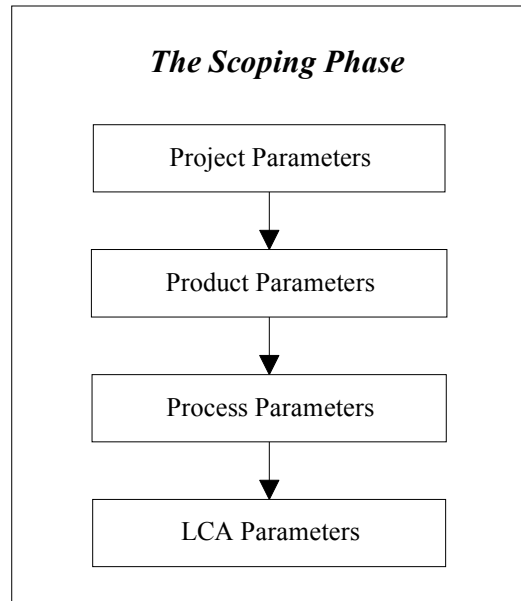 The Scoping Phase
Project Parameters
Product Parameters
Process Parameters
LCA Parameters